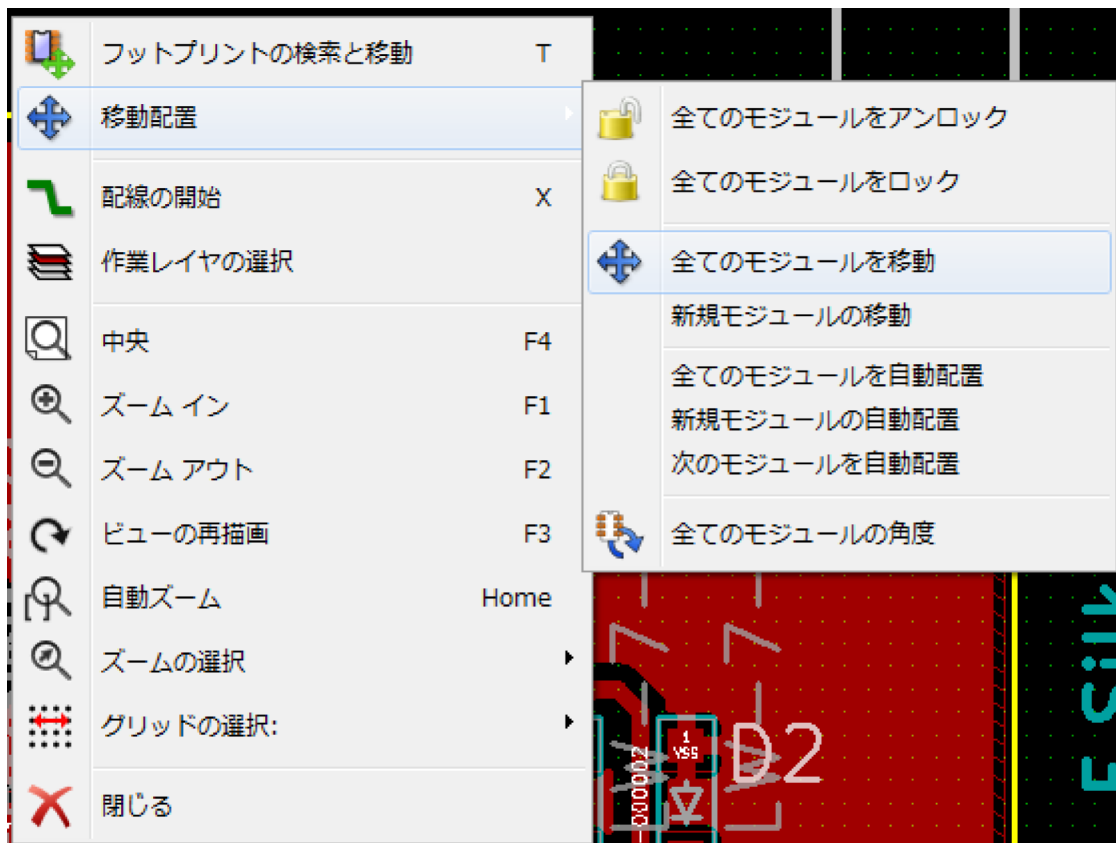 フットプリントの検索と移動 T
移動配置
配線の開始 X
作業レイヤの選択
中央 F4
ズーム イン F1
ズーム アウト F2
ビューの再描画 F3
自動ズーム Home
ズームの選択
グリッドの選択:
閉じる
全てのモジュールをアンロック
全てのモジュールをロック
全てのモジュールを移動
新規モジュールの移動
全てのモジュールを自動配置
新規モジュールの自動配置
次のモジュールを自動配置
全てのモジュールの角度
1
VSS
D2
-000002
F Silk